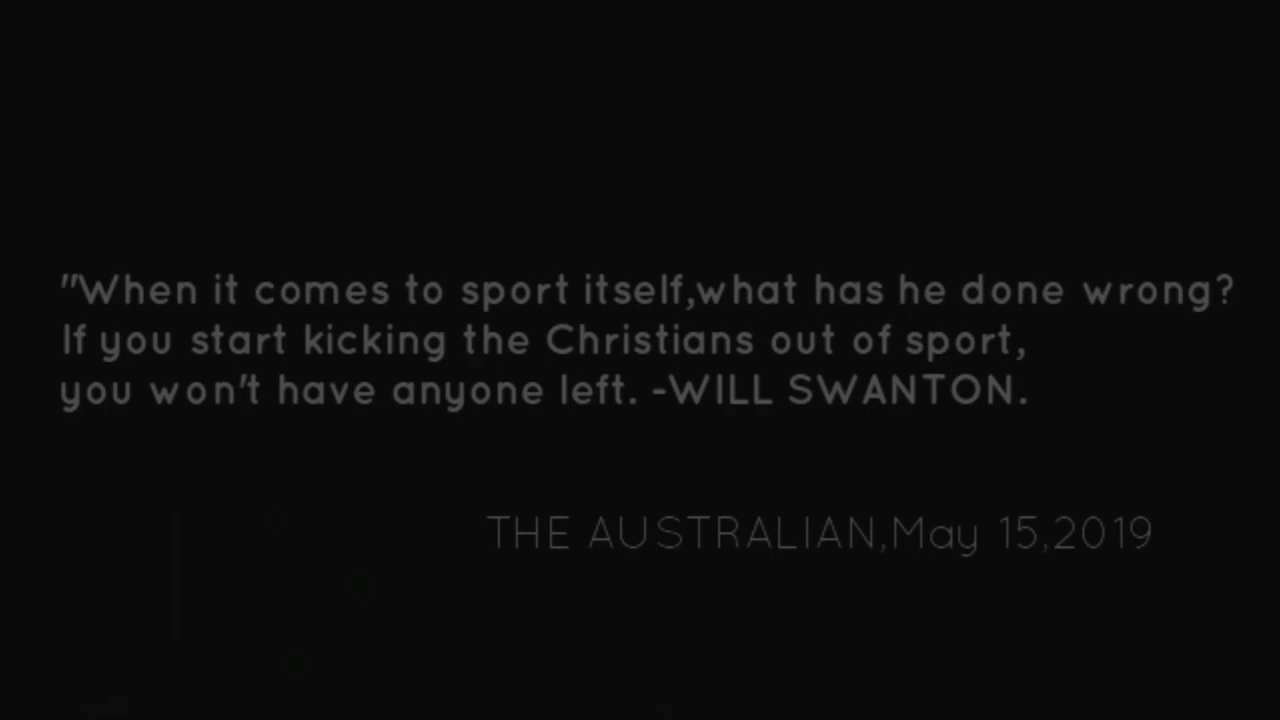 "When it comes to sport itself,what has he done wrong?
If you start kicking the Christians out of sport,
you won't have anyone left. -WILL SWANTON.
THE AUSTRALIAN,May 15,2019